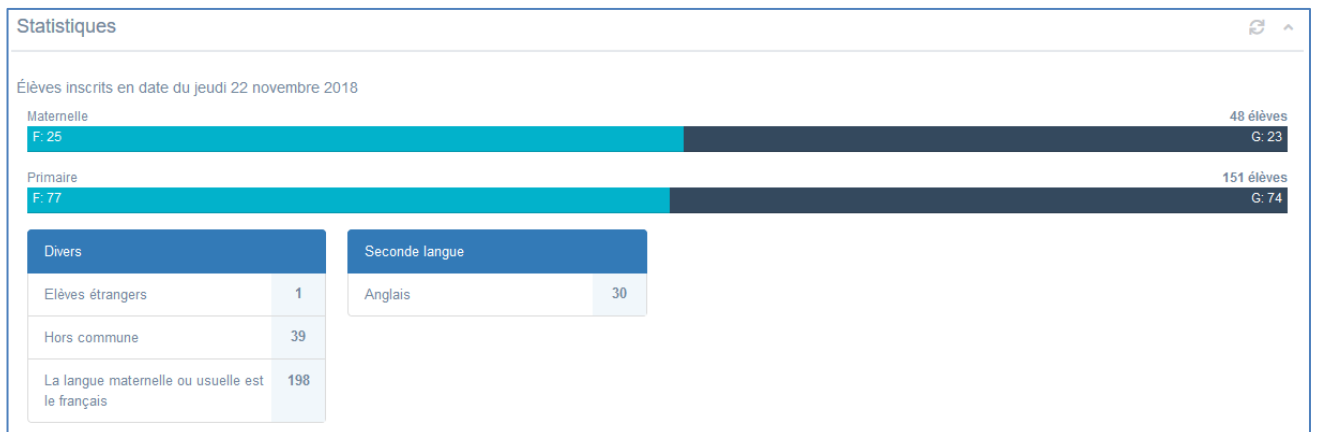 Statistiques
Élèves inscrits en date du jeudi 22 novembre 2018
Maternelle 48 élèves
F: 25 G: 23
Primaire 151 élèves
F: 77 G: 74
Divers
Elèves étrangers 1
Hors commune 39
La langue maternelle ou usuelle est 198
le français
Seconde langue
Anglais 30